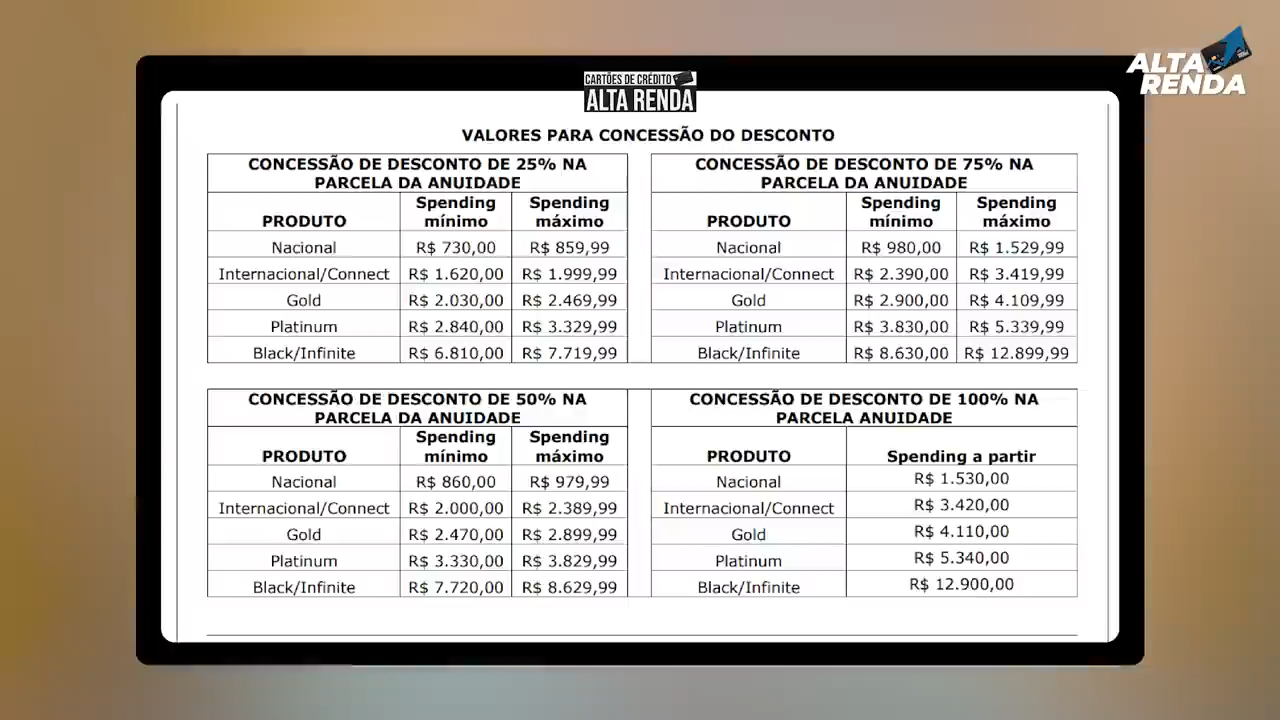 ALTA
RENDA
CARTÕES DE CRÉDITO
ALTA RENDA
VALORES PARA CONCESSÃO DO DESCONTO
CONCESSÃO DE DESCONTO DE 25% NA
PARCELA DA ANUIDADE
PRODUTO Spending mínimo Spending máximo
Nacional R$ 730,00 R$ 859,99
Internacional/Connect R$ 1.620,00 R$ 1.999,99
Gold R$ 2.030,00 R$ 2.469,99
Platinum R$ 2.840,00 R$ 3.329,99
Black/Infinite R$ 6.810,00 R$ 7.719,99
CONCESSÃO DE DESCONTO DE 75% NA
PARCELA DA ANUIDADE
PRODUTO Spending mínimo Spending máximo
Nacional R$ 980,00 R$ 1.529,99
Internacional/Connect R$ 2.390,00 R$ 3.419,99
Gold R$ 2.900,00 R$ 4.109,99
Platinum R$ 3.830,00 R$ 5.339,99
Black/Infinite R$ 8.630,00 R$ 12.899,99
CONCESSÃO DE DESCONTO DE 50% NA
PARCELA DA ANUIDADE
PRODUTO Spending mínimo Spending máximo
Nacional R$ 860,00 R$ 979,99
Internacional/Connect R$ 2.000,00 R$ 2.389,99
Gold R$ 2.470,00 R$ 2.899,99
Platinum R$ 3.330,00 R$ 3.829,99
Black/Infinite R$ 7.720,00 R$ 8.629,99
CONCESSÃO DE DESCONTO DE 100% NA
PARCELA ANUIDADE
PRODUTO Spending a partir
Nacional R$ 1.530,00
Internacional/Connect R$ 3.420,00
Gold R$ 4.110,00
Platinum R$ 5.340,00
Black/Infinite R$ 12.900,00